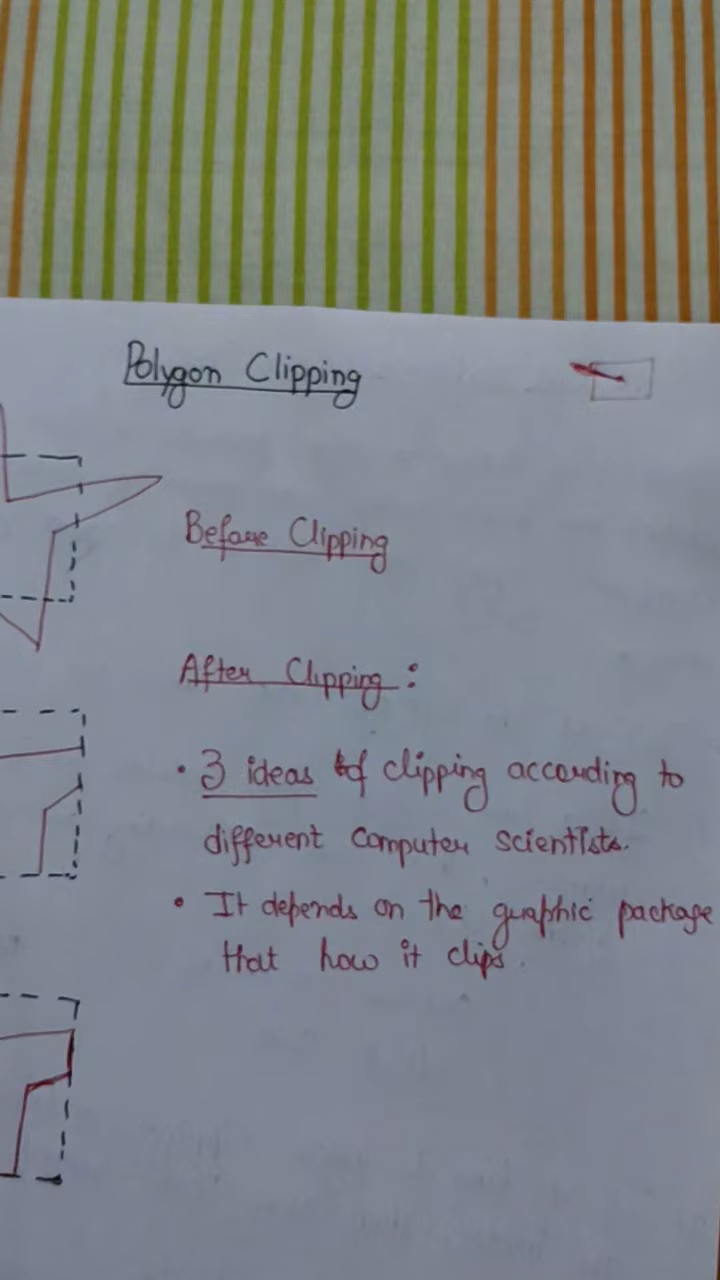 Polygon Clipping
Before Clipping
After Clipping :
• 3 ideas of clipping according to
different computer scientists.
• It depends on the graphic package
that how it clips.